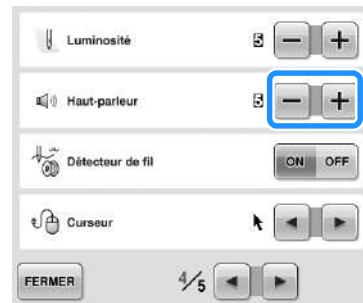 Luminosité 5 − +
Haut-parleur 5 − +
Détecteur de fil ON OFF
Curseur
FERMER 4/5